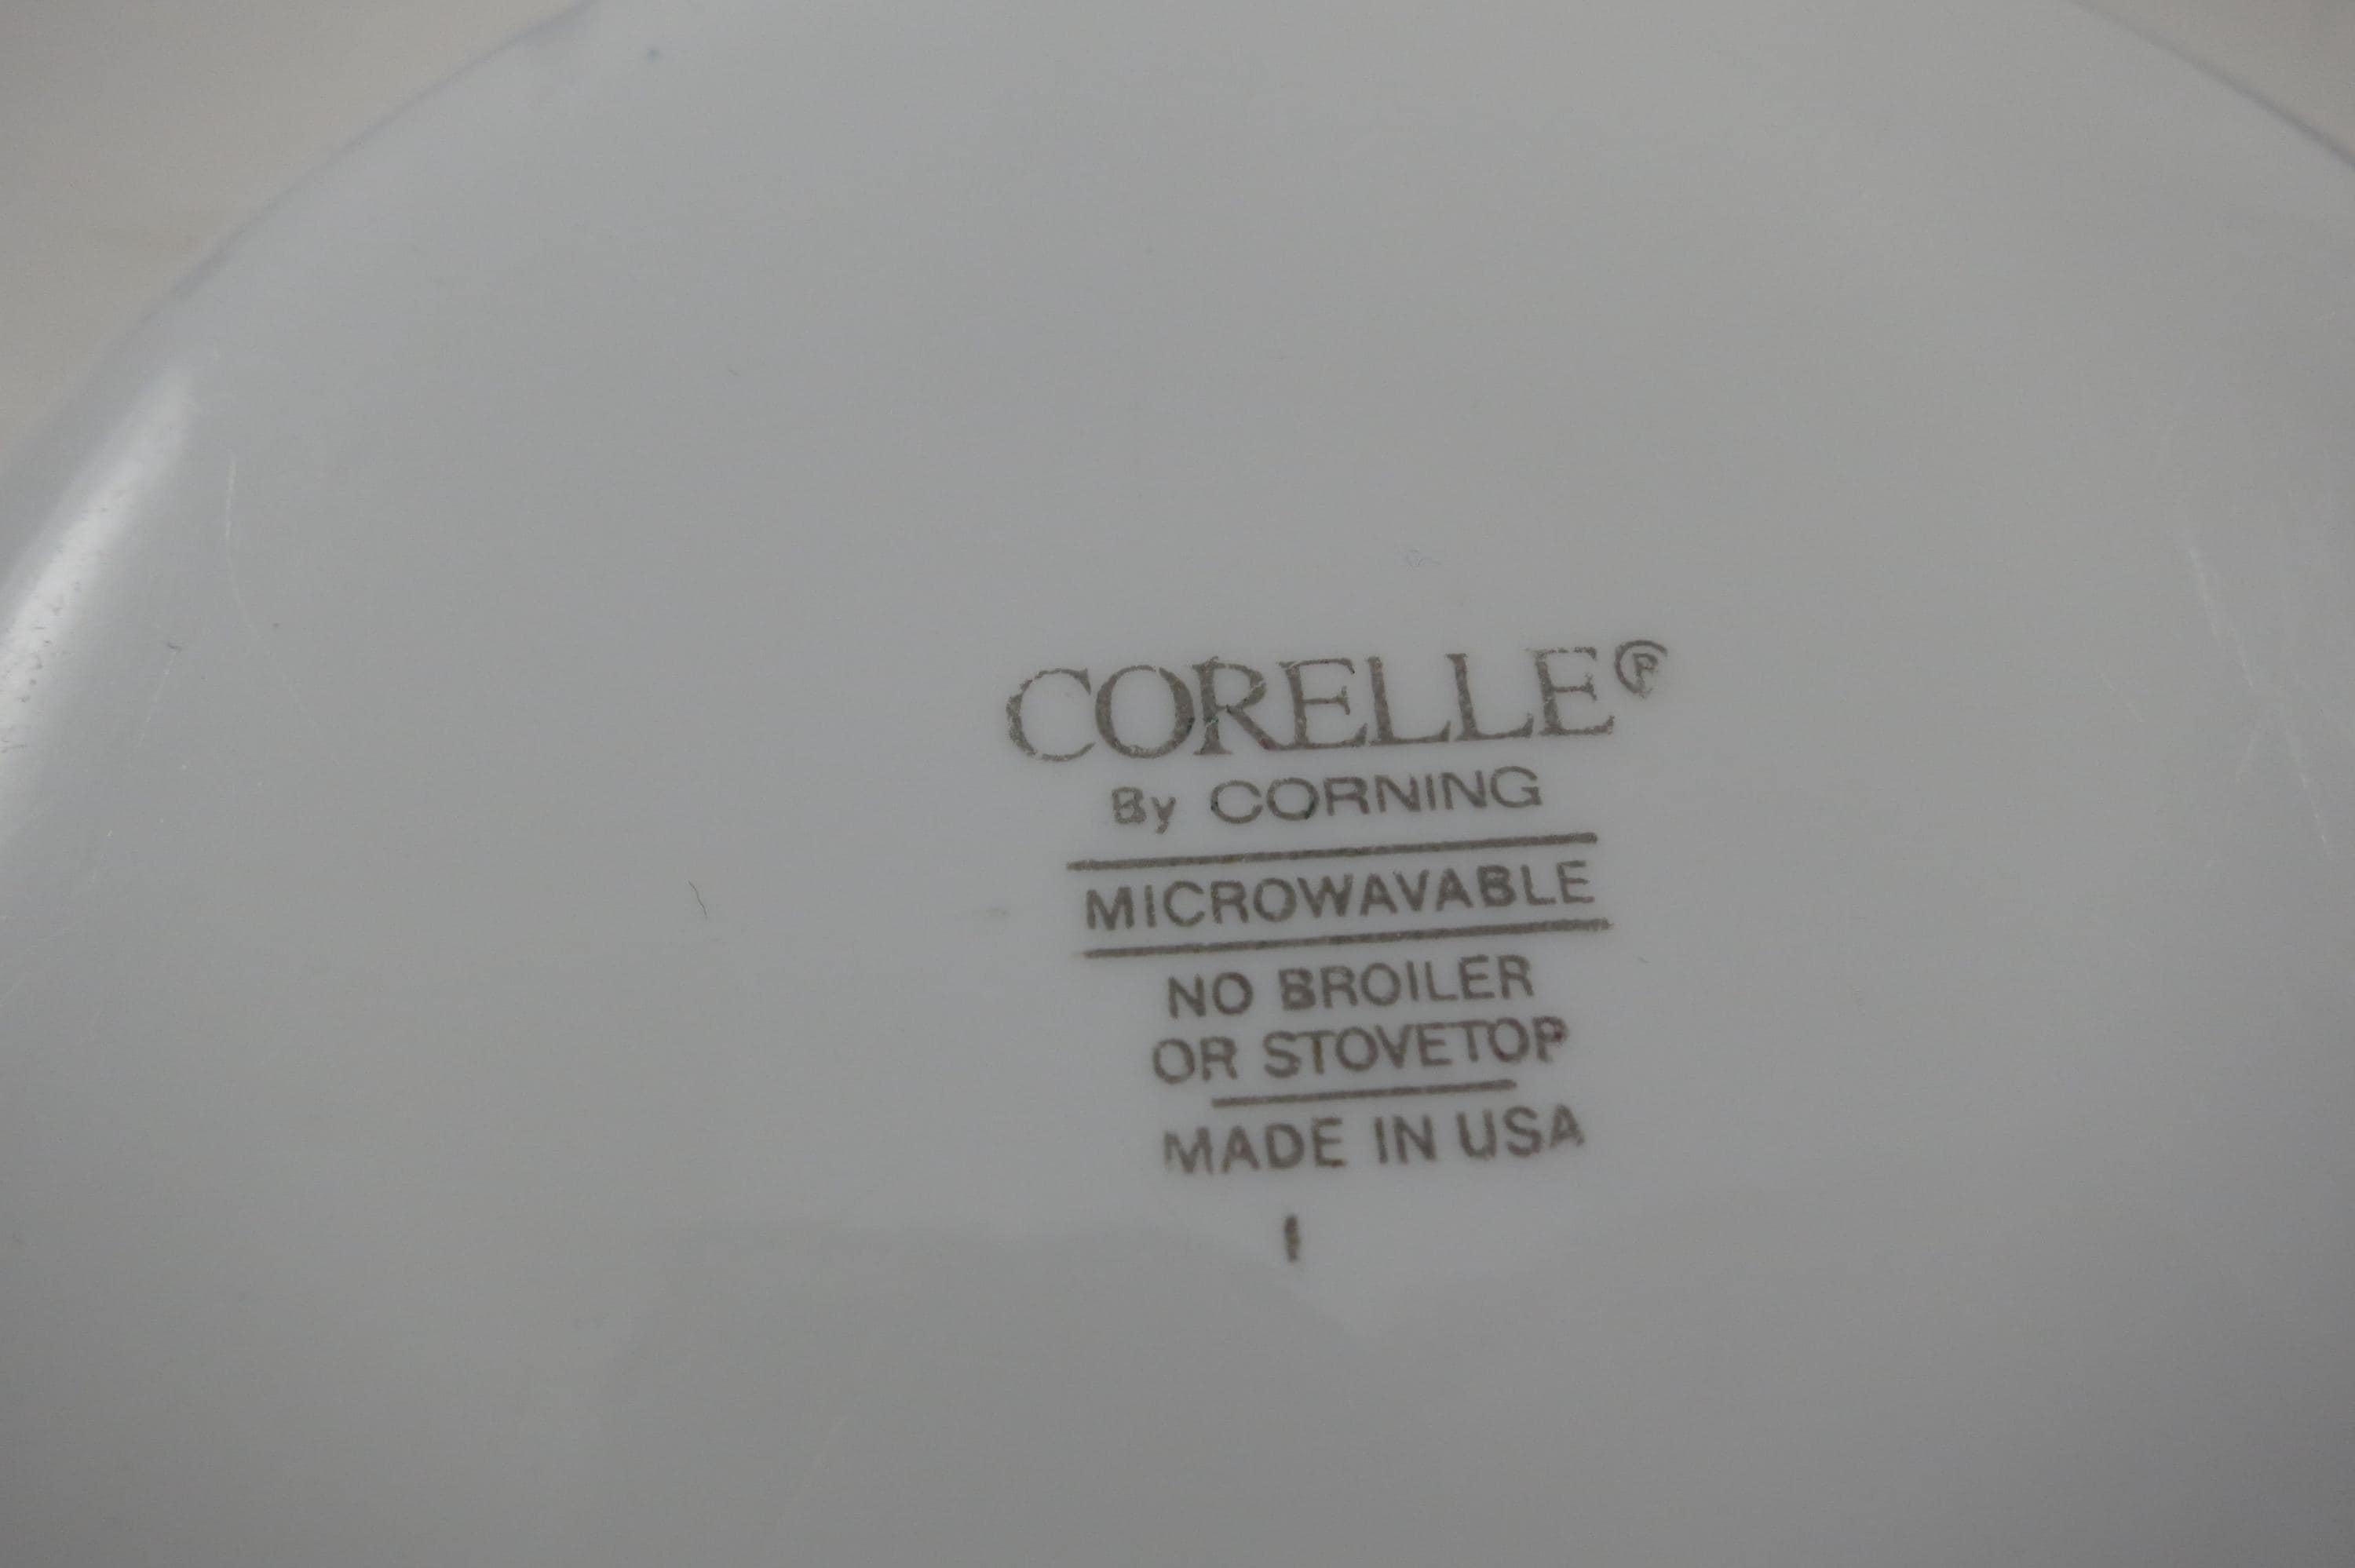 CORELLE®
By CORNING
MICROWAVABLE
NO BROILER
OR STOVETOP
MADE IN USA
I